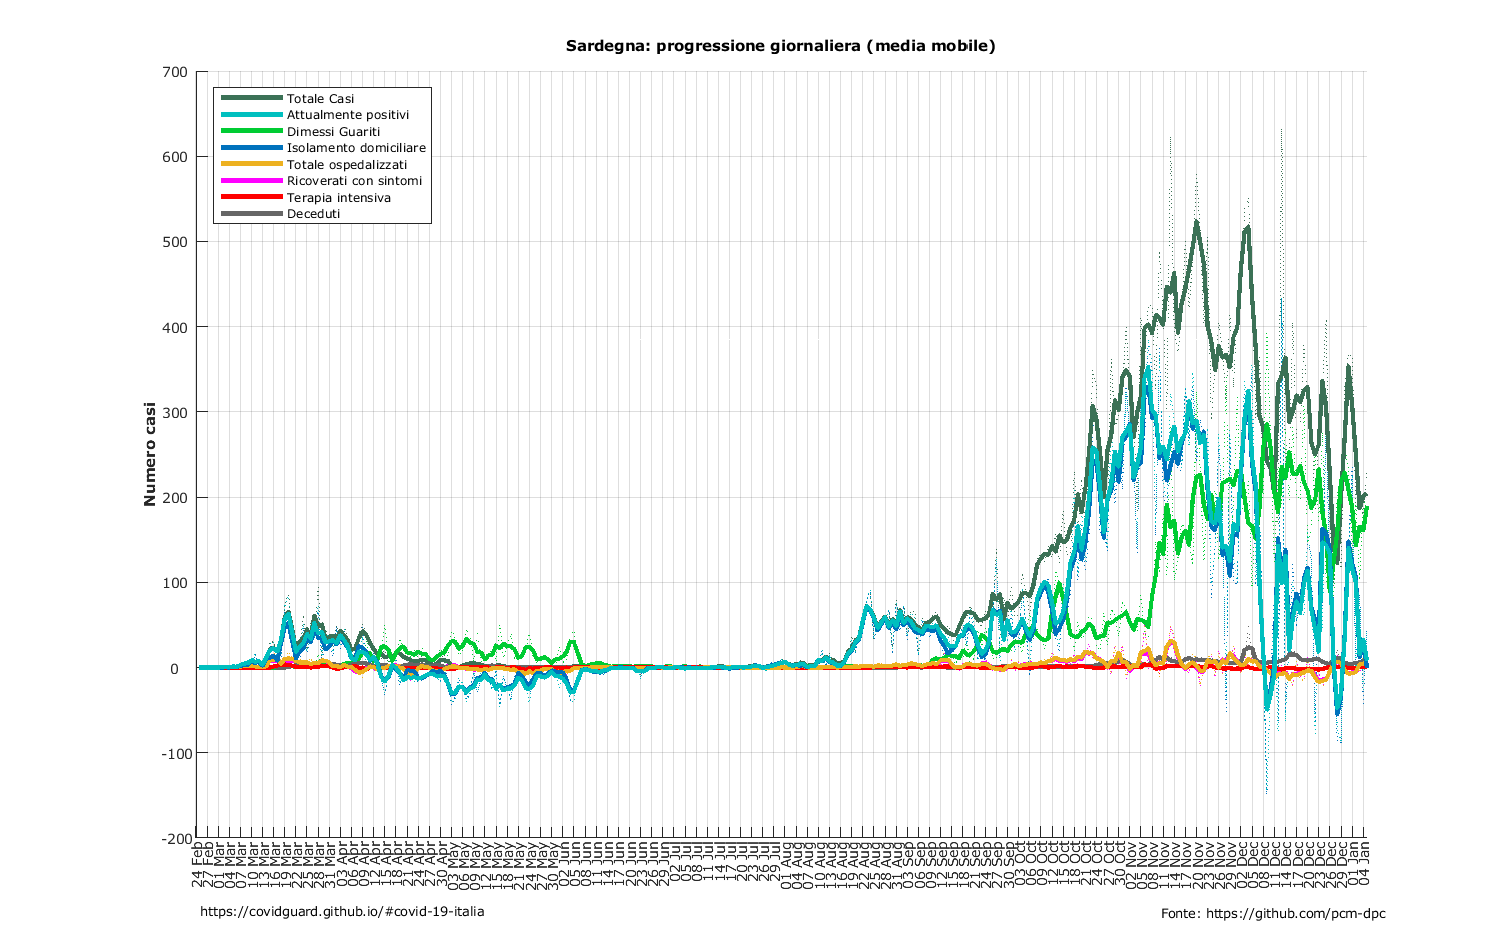 Sardegna: progressione giornaliera (media mobile)
700
600
500
400
300
200
100
0
-100
-200
Numero casi
Totale Casi
Attualmente positivi
Dimessi Guariti
Isolamento domiciliare
Totale ospedalizzati
Ricoverati con sintomi
Terapia intensiva
Deceduti
24 Feb
27 Feb
01 Mar
04 Mar
07 Mar
10 Mar
13 Mar
16 Mar
19 Mar
22 Mar
25 Mar
28 Mar
31 Mar
03 Apr
06 Apr
09 Apr
12 Apr
15 Apr
18 Apr
21 Apr
24 Apr
27 Apr
30 Apr
03 May
06 May
09 May
12 May
15 May
18 May
21 May
24 May
27 May
30 May
02 Jun
05 Jun
08 Jun
11 Jun
14 Jun
17 Jun
20 Jun
23 Jun
26 Jun
29 Jun
02 Jul
05 Jul
08 Jul
11 Jul
14 Jul
17 Jul
20 Jul
23 Jul
26 Jul
29 Jul
01 Aug
04 Aug
07 Aug
10 Aug
13 Aug
16 Aug
19 Aug
22 Aug
25 Aug
28 Aug
31 Aug
03 Sep
06 Sep
09 Sep
12 Sep
15 Sep
18 Sep
21 Sep
24 Sep
27 Sep
30 Sep
03 Oct
06 Oct
09 Oct
12 Oct
15 Oct
18 Oct
21 Oct
24 Oct
27 Oct
30 Oct
02 Nov
05 Nov
08 Nov
11 Nov
14 Nov
17 Nov
20 Nov
23 Nov
26 Nov
29 Nov
02 Dec
05 Dec
08 Dec
11 Dec
14 Dec
17 Dec
20 Dec
23 Dec
26 Dec
29 Dec
01 Jan
04 Jan
https://covidguard.github.io/#covid-19-italia
Fonte: https://github.com/pcm-dpc